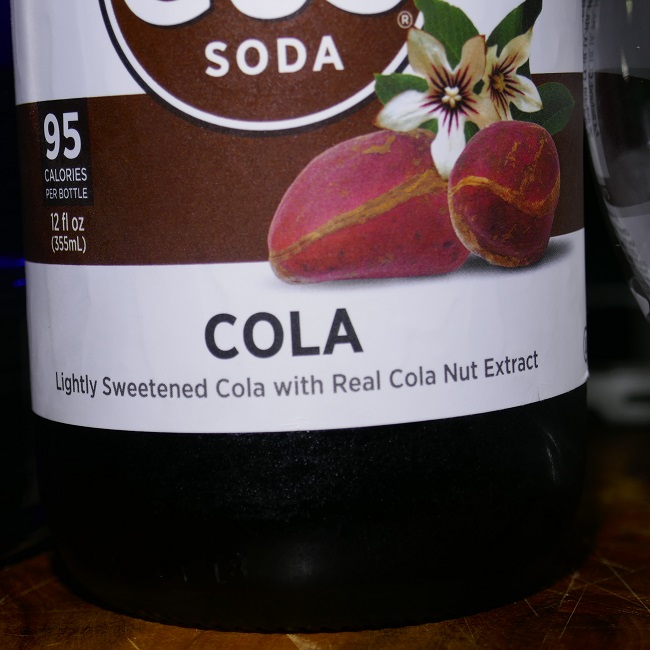 ®
SODA
95
CALORIES
PER BOTTLE
12 fl oz
(355mL)
COLA
Lightly Sweetened Cola with Real Cola Nut Extract